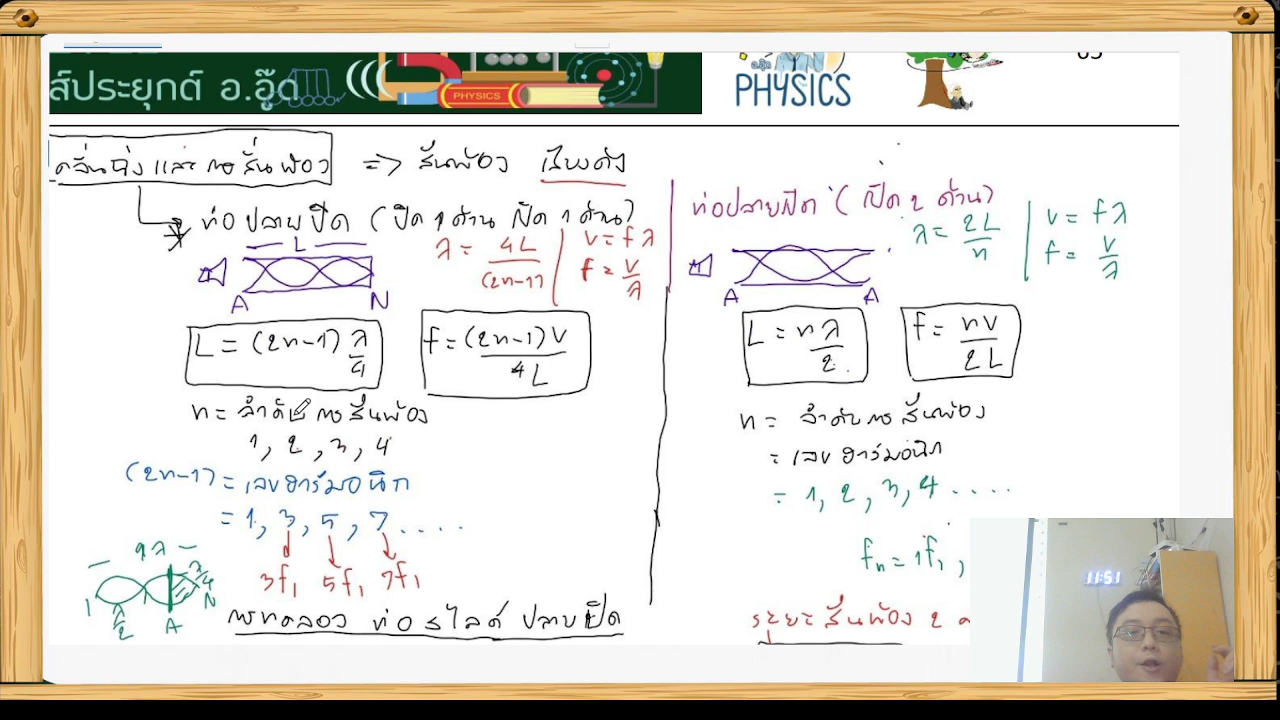 ส์ประยุกต์ อ.อู๊ด
PHYSICS
อ.อู๊ด
PHYSICS
คลื่นนิ่งและการสั่นพ้อง => สั่นพ้อง เสียงดัง
ท่อปลายปิด (ปิด 1 ด้าน เปิด 1 ด้าน)
L
A N
λ = 4L/(2n-1)
v = fλ
f = v/λ
L = (2n-1) λ/4
f = (2n-1)v/4L
n = ลำดับการสั่นพ้อง
1, 2, 3, 4
(2n-1) = เลขฮาร์มอนิก
= 1, 3, 5, 7 ....
3f₁ 5f₁ 7f₁
A N
การทดลอง ท่อ ปลายปิด
ท่อปลายเปิด (เปิด 2 ด้าน)
λ = 2L/n
v = fλ
f = v/λ
A A
L = nλ/2
f = nv/2L
n = ลำดับการสั่นพ้อง
= เลขฮาร์มอนิก
= 1, 2, 3, 4 ....
fₙ = 1f₁,
ระยะสั่นพ้อง 2
11:51